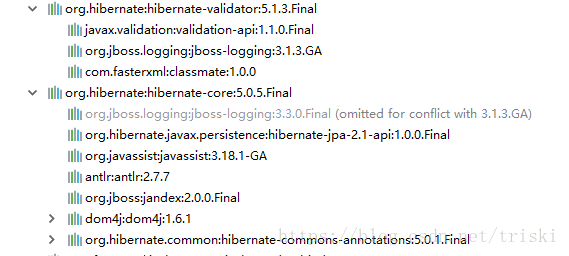 org.hibernate:hibernate-validator:5.1.3.Final
javax.validation:validation-api:1.1.0.Final
org.jboss.logging:jboss-logging:3.1.3.GA
com.fasterxml:classmate:1.0.0
org.hibernate:hibernate-core:5.0.5.Final
org.jboss.logging:jboss-logging:3.3.0.Final (omitted for conflict with 3.1.3.GA)
org.hibernate.javax.persistence:hibernate-jpa-2.1-api:1.0.0.Final
org.javassist:javassist:3.18.1-GA
antlr:antlr:2.7.7
org.jboss:jandex:2.0.0.Final
dom4j:dom4j:1.6.1
org.hibernate.common:hibernate-commons-annotations:5.0.1.Final
https://blog.csdn.net/triski